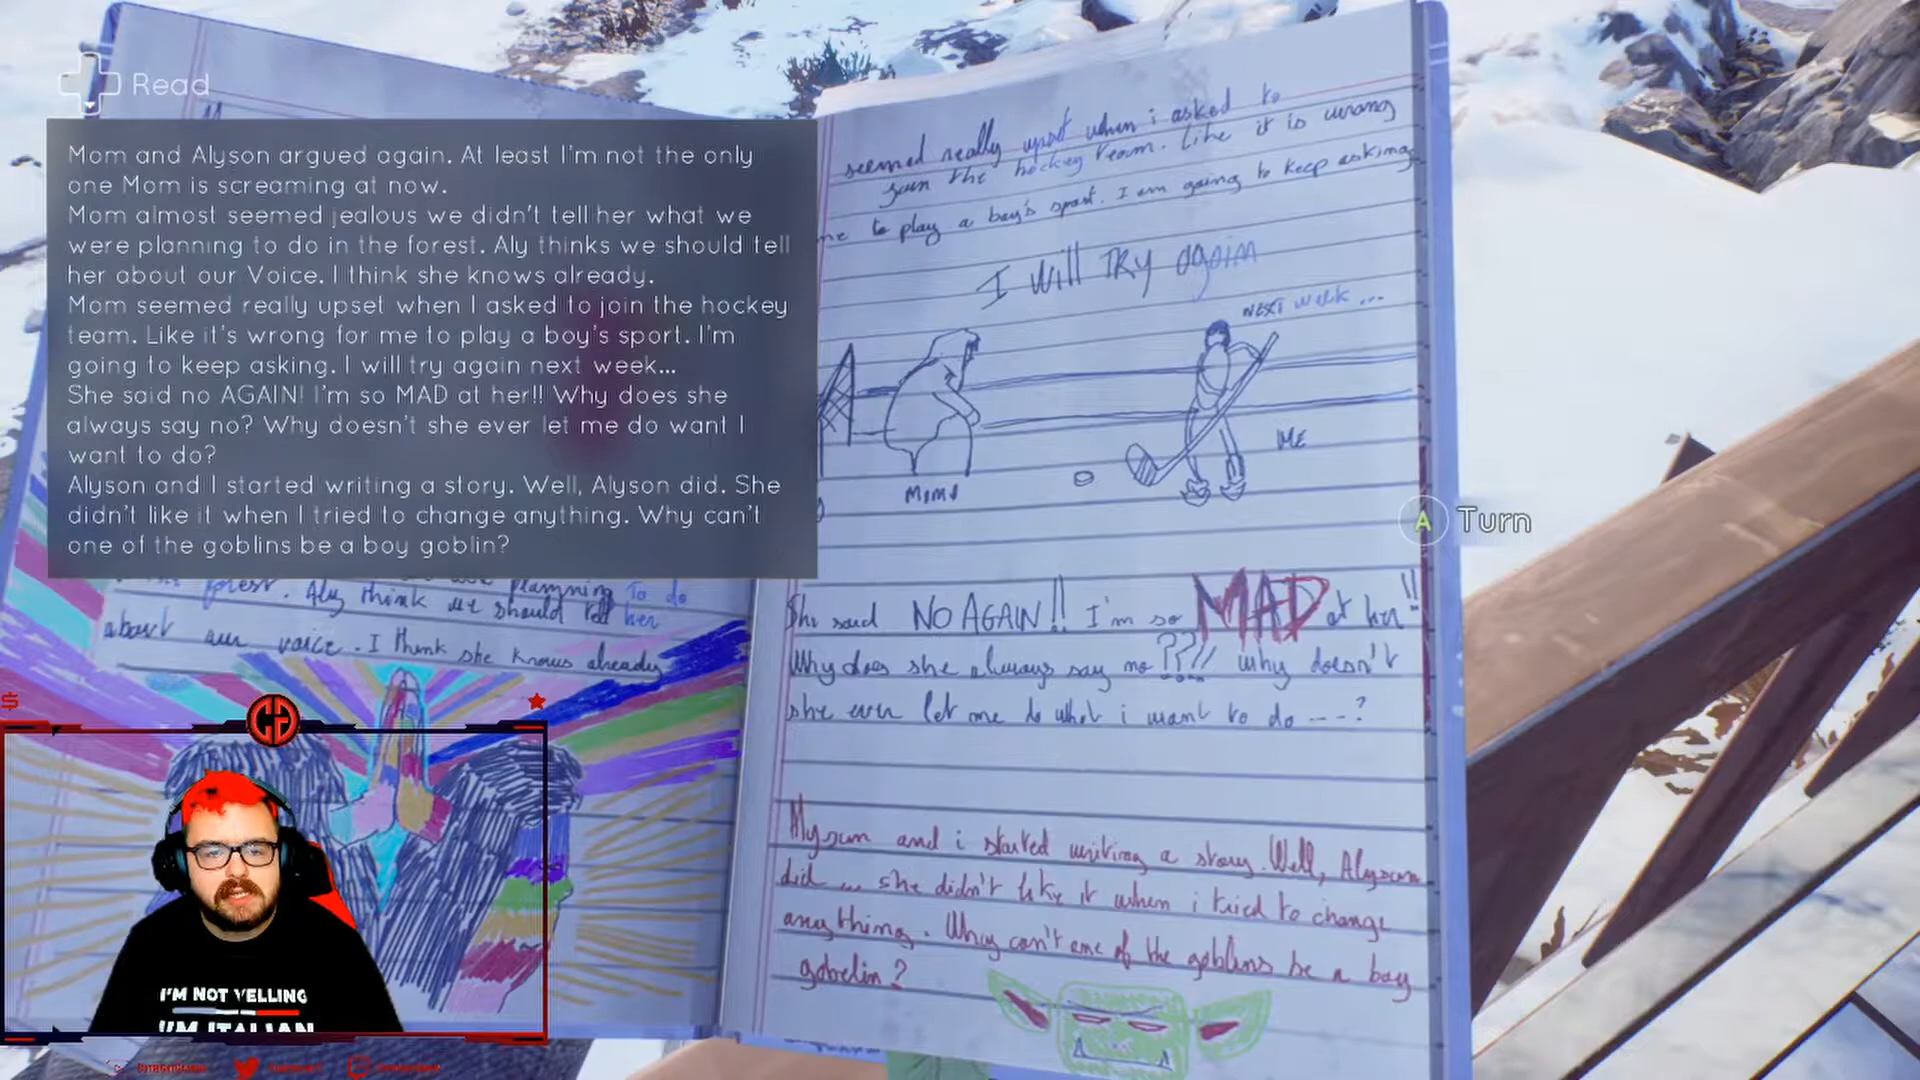 Read
Mom and Alyson argued again. At least I'm not the only
one Mom is screaming at now.
Mom almost seemed jealous we didn't tell her what we
were planning to do in the forest. Aly thinks we should tell
her about our Voice. I think she knows already.
Mom seemed really upset when I asked to join the hockey
team. Like it's wrong for me to play a boy's sport. I'm
going to keep asking. I will try again next week...
She said no AGAIN! I'm so MAD at her!! Why does she
always say no? Why doesn't she ever let me do want I
want to do?
Alyson and I started writing a story. Well, Alyson did. She
didn't like it when I tried to change anything. Why can't
one of the goblins be a boy goblin?
forest. Aly think we should tell her
planning to do
about our voice. I think she knows already
seemed really upset when i asked to
join the hockey team. Like it is wrong
me to play a boy's sport. I am going to keep asking
I will TRY again
NEXT week ...
MOM
ME
She said NO AGAIN!! I'm so MAD at her!!
Why does she always say no ??!! why doesn't
she ever let me do what i want to do ---?
Alyson and i started writing a story. Well, Alyson
did ... she didn't like it when i tried to change
anything. Why can't one of the goblins be a boy
gobelin?
A Turn
CG
I'M NOT YELLING
I'M ITALIAN